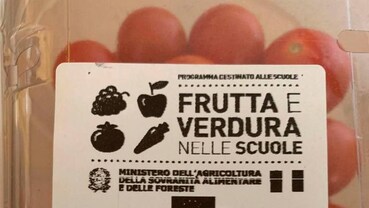 PROGRAMMA DESTINATO ALLE SCUOLE
FRUTTA E
VERDURA
NELLE SCUOLE
MINISTERO DELL'AGRICOLTURA
DELLA SOVRANITÀ ALIMENTARE
E DELLE FORESTE